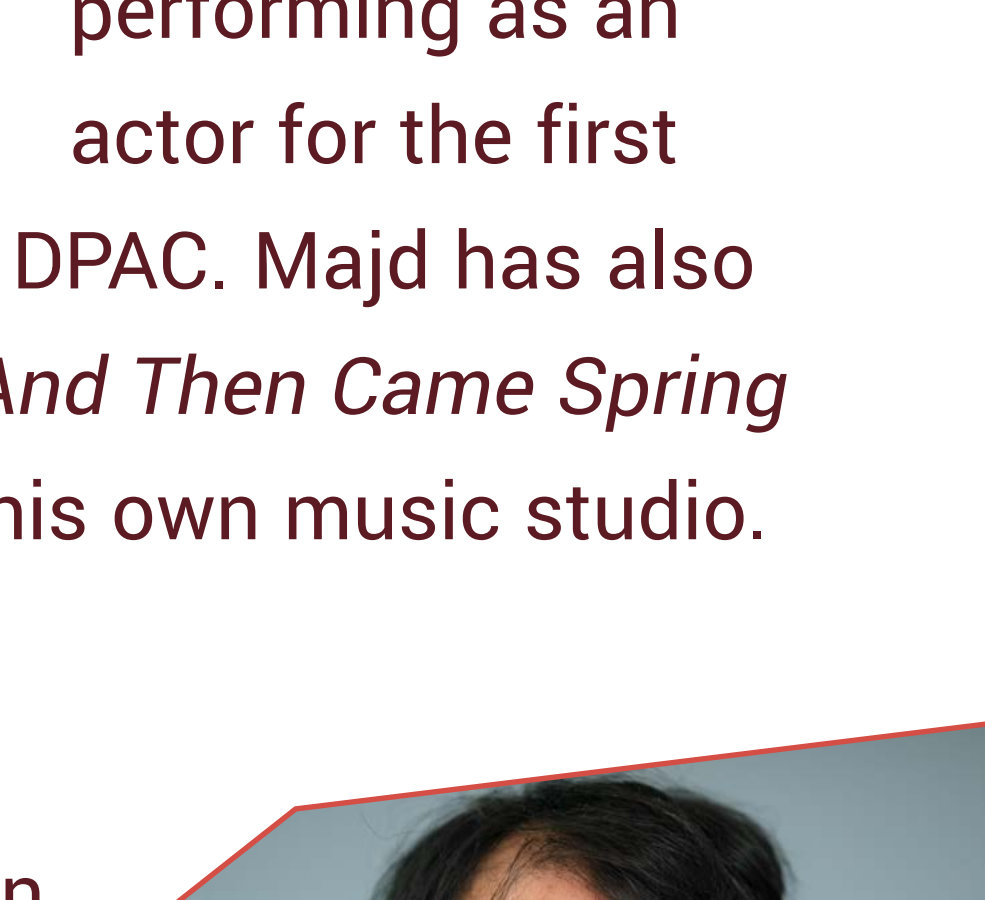 performing as an
actor for the first
DPAC. Majd has also
And Then Came Spring
his own music studio.